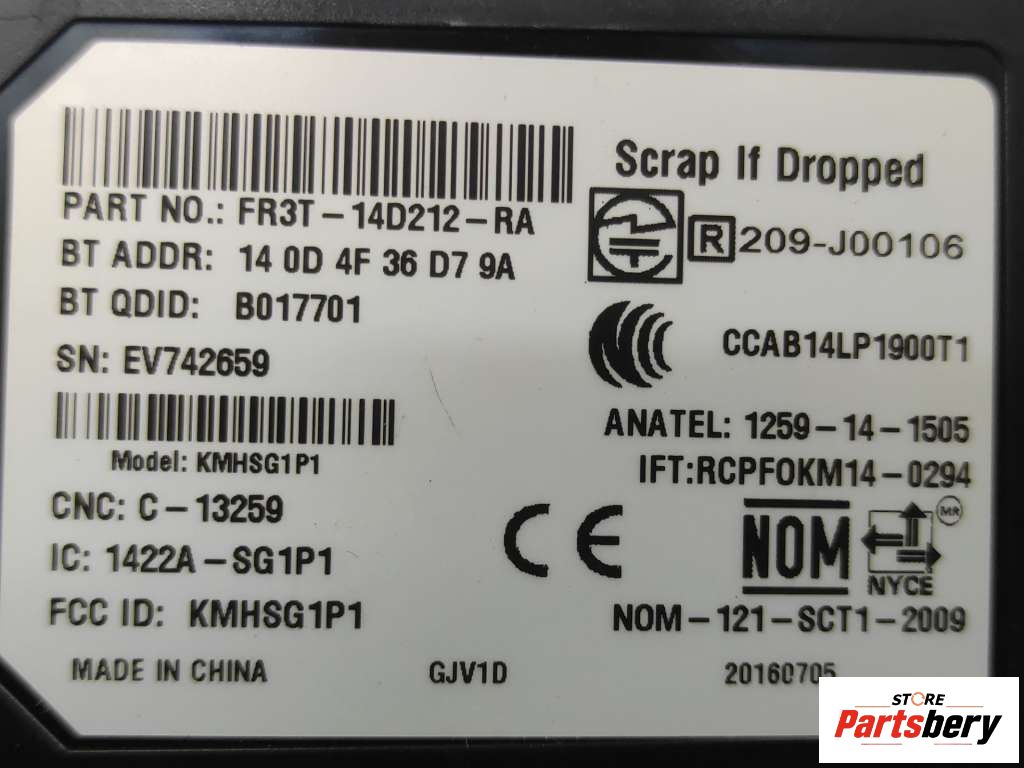 Scrap If Dropped
PART NO.: FR3T-14D212-RA
R 209-J00106
BT ADDR: 14 0D 4F 36 D7 9A
BT QDID: B017701
CCAB14LP1900T1
SN: EV742659
ANATEL: 1259-14-1505
Model: KMHSG1P1
IFT:RCPFOKM14-0294
CNC: C-13259
CE
NOM
MR
NYCE
IC: 1422A-SG1P1
FCC ID: KMHSG1P1
NOM-121-SCT1-2009
MADE IN CHINA
GJV1D
20160705
STORE
Partsbery